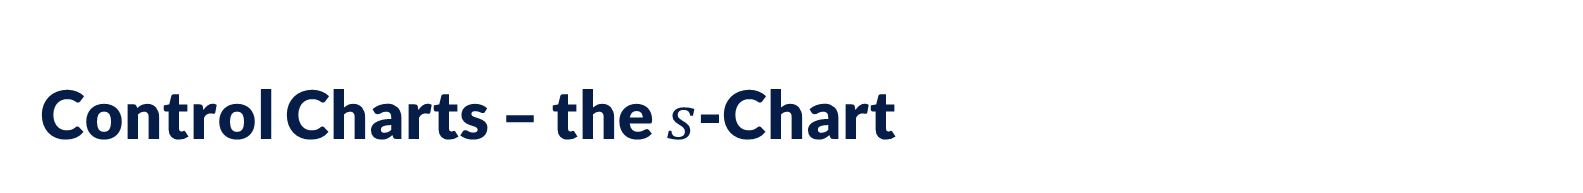 Control Charts – the s-Chart